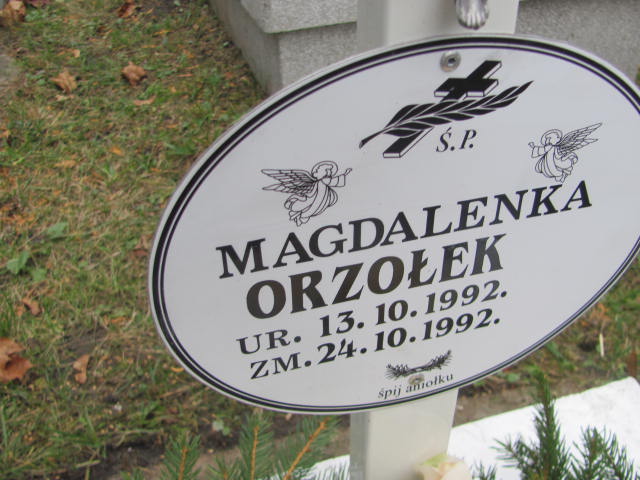 Ś.P.
MAGDALENKA
ORZOŁEK
UR. 13.10.1992.
ZM. 24.10.1992.
śpij aniołku